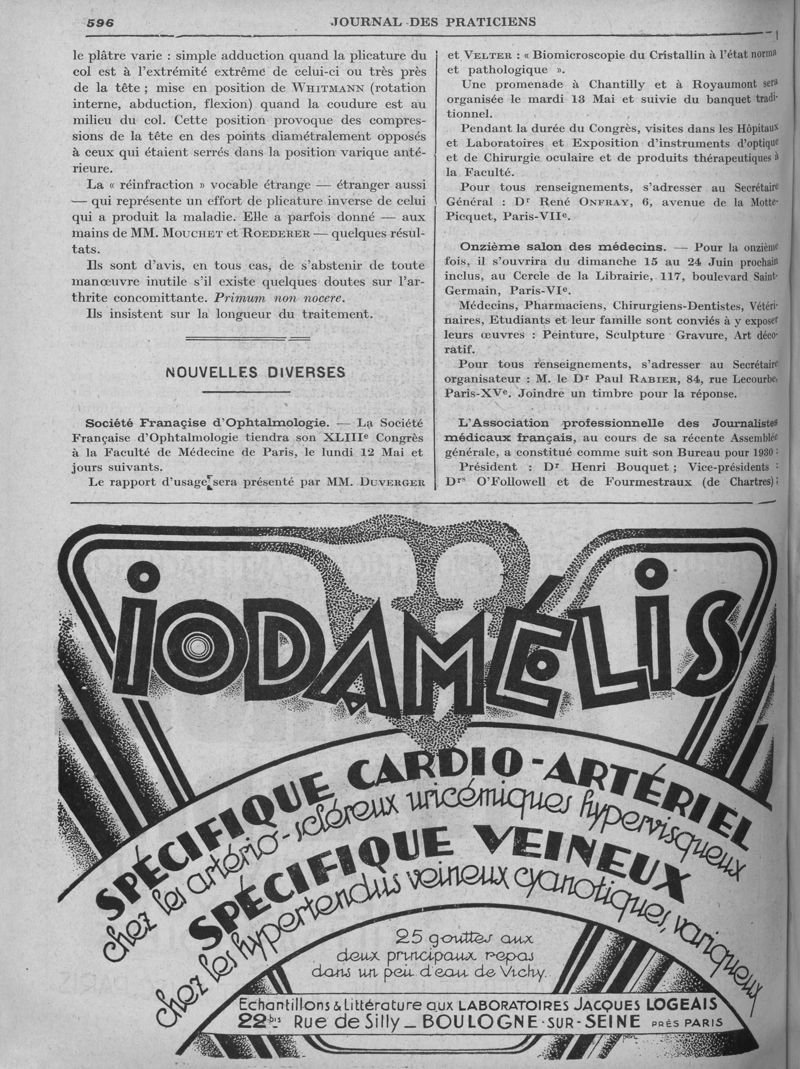 596
JOURNAL DES PRATICIENS
le plâtre varie : simple adduction quand la plicature du
col est à l'extrémité extrême de celui-ci ou très près
de la tête ; mise en position de WHITMANN (rotation
interne, abduction, flexion) quand la coudure est au
milieu du col. Cette position provoque des compres-
sions de la tête en des points diamétralement opposés
à ceux qui étaient serrés dans la position varique anté-
rieure.
La « réinfraction » vocable étrange — étranger aussi
— qui représente un effort de plicature inverse de celui
qui a produit la maladie. Elle a parfois donné — aux
mains de MM. MOUCHET et ROEDERER — quelques résul-
tats.
Ils sont d'avis, en tous cas, de s'abstenir de toute
manœuvre inutile s'il existe quelques doutes sur l'ar-
thrite concomittante. Primum non nocere.
Ils insistent sur la longueur du traitement.
NOUVELLES DIVERSES
Société Franaçise d'Ophtalmologie. — La Société
Française d'Ophtalmologie tiendra son XLIIIe Congrès
à la Faculté de Médecine de Paris, le lundi 12 Mai et
jours suivants.
Le rapport d'usage sera présenté par MM. DUVERGER
et VELTER : « Biomicroscopie du Cristallin à l'état norma
et pathologique ».
Une promenade à Chantilly et à Royaumont sera
organisée le mardi 13 Mai et suivie du banquet tradi-
tionnel.
Pendant la durée du Congrès, visites dans les Hôpitaux
et Laboratoires et Exposition d'instruments d'optique
et de Chirurgie oculaire et de produits thérapeutiques à
la Faculté.
Pour tous renseignements, s'adresser au Secrétaire
Général : Dr René ONFRAY, 6, avenue de la Motte-
Picquet, Paris-VIIe.
Onzième salon des médecins. — Pour la onzième
fois, il s'ouvrira du dimanche 15 au 24 Juin prochain
inclus, au Cercle de la Librairie, 117, boulevard Saint-
Germain, Paris-VIe.
Médecins, Pharmaciens, Chirurgiens-Dentistes, Vétéri-
naires, Etudiants et leur famille sont conviés à y exposer
leurs œuvres : Peinture, Sculpture Gravure, Art déco-
ratif.
Pour tous renseignements, s'adresser au Secrétaire
organisateur : M. le Dr Paul RABIER, 84, rue Lecourbe,
Paris-XVe. Joindre un timbre pour la réponse.
L'Association professionnelle des Journalistes
médicaux français, au cours de sa récente Assemblée
générale, a constitué comme suit son Bureau pour 1930 :
Président : Dr Henri Bouquet ; Vice-présidents :
Drs O'Followell et de Fourmestraux (de Chartres) ;
IODAMÉLIS
SPÉCIFIQUE CARDIO-ARTÉRIEL
chez les artério-scléreux uricémiques hypervisqueux
SPÉCIFIQUE VEINEUX
chez les hypertendus veineux cyanotiques, variqueux
25 gouttes aux
deux principaux repas
dans un peu d'eau de Vichy.
Echantillons & Littérature aux LABORATOIRES JACQUES LOGEAIS
22bis Rue de Silly _ BOULOGNE-SUR-SEINE PRÈS PARIS